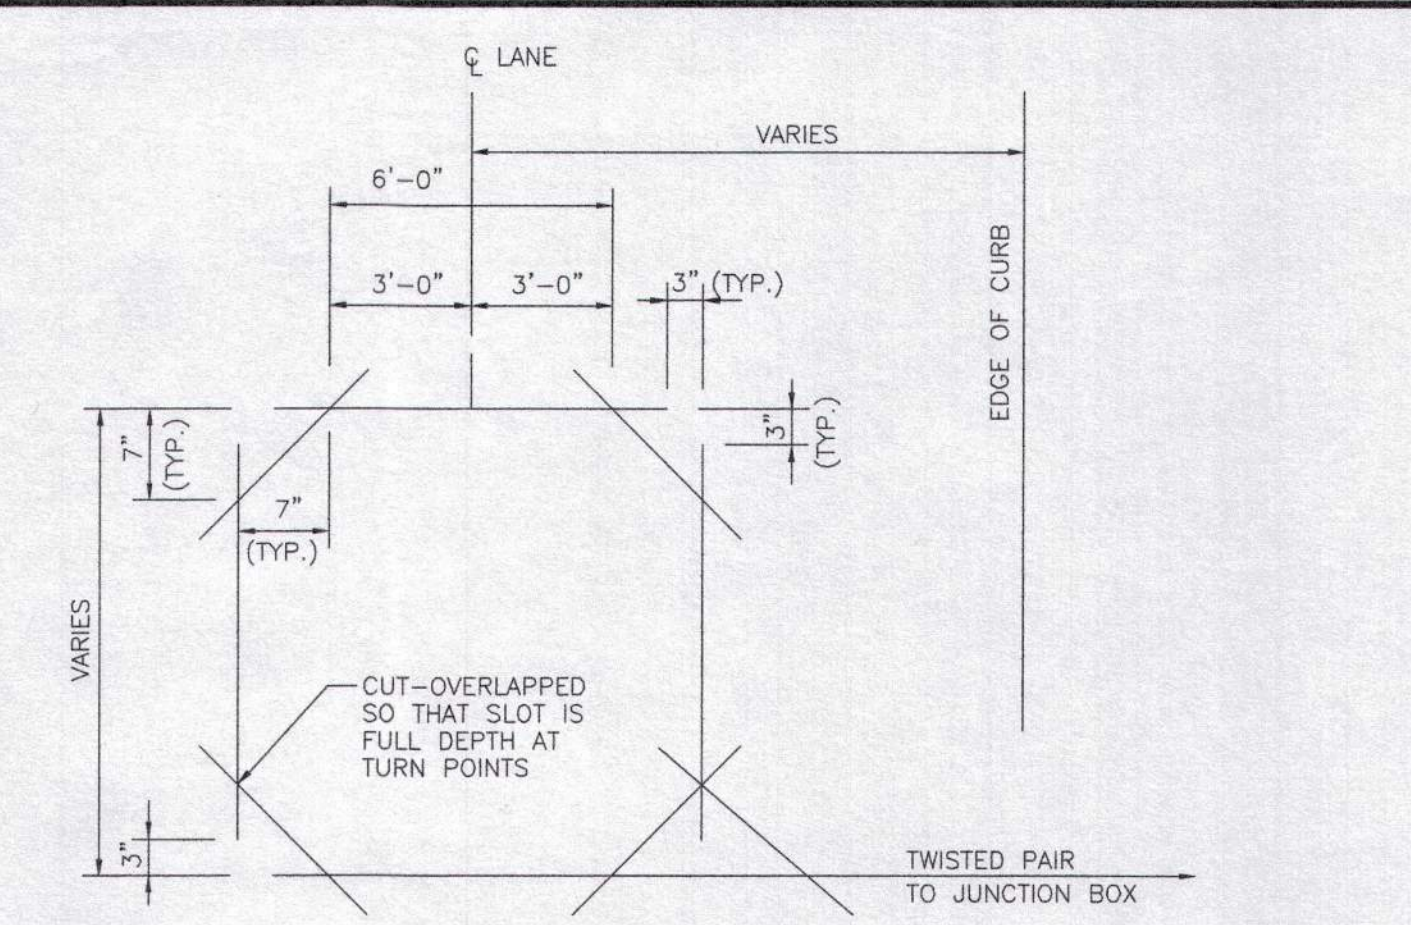 ℄ LANE
VARIES
6'-0"
3'-0"
3'-0"
3" (TYP.)
EDGE OF CURB
7"
(TYP.)
3"
(TYP.)
7"
(TYP.)
VARIES
CUT-OVERLAPPED
SO THAT SLOT IS
FULL DEPTH AT
TURN POINTS
3"
TWISTED PAIR
TO JUNCTION BOX